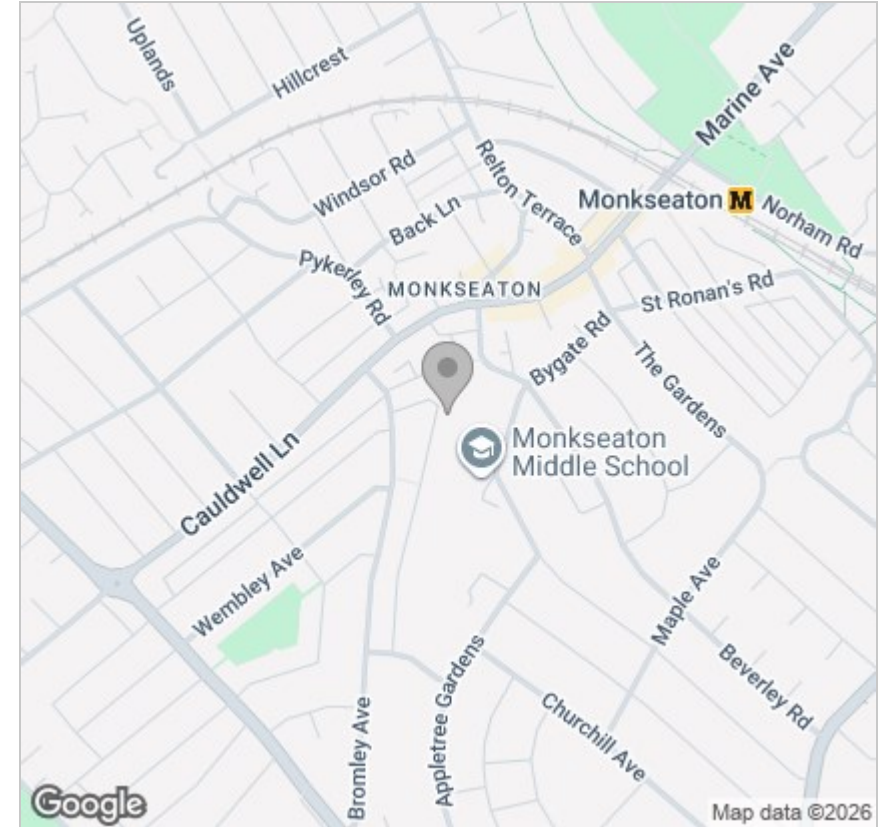 Uplands
Hillcrest
Marine Ave
Windsor Rd
Relton Terrace
Back Ln
Monkseaton M
Norham Rd
Pykerley Rd
MONKSEATON
St Ronan's Rd
Bygate Rd
The Gardens
Monkseaton
Middle School
Cauldwell Ln
Wembley Ave
Maple Ave
Beverley Rd
Appletree Gardens
Churchill Ave
Bromley Ave
Google
Map data ©2026